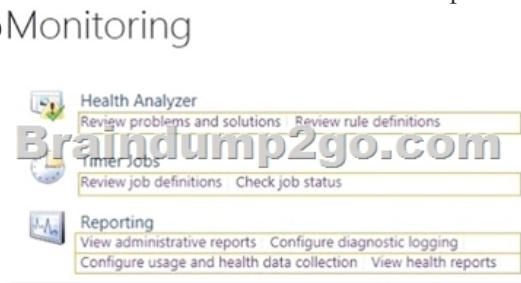 Monitoring
Health Analyzer
Review problems and solutions Review rule definitions
Braindump2go.com
Timer Jobs
Review job definitions Check job status
Reporting
View administrative reports Configure diagnostic logging
Configure usage and health data collection View health reports